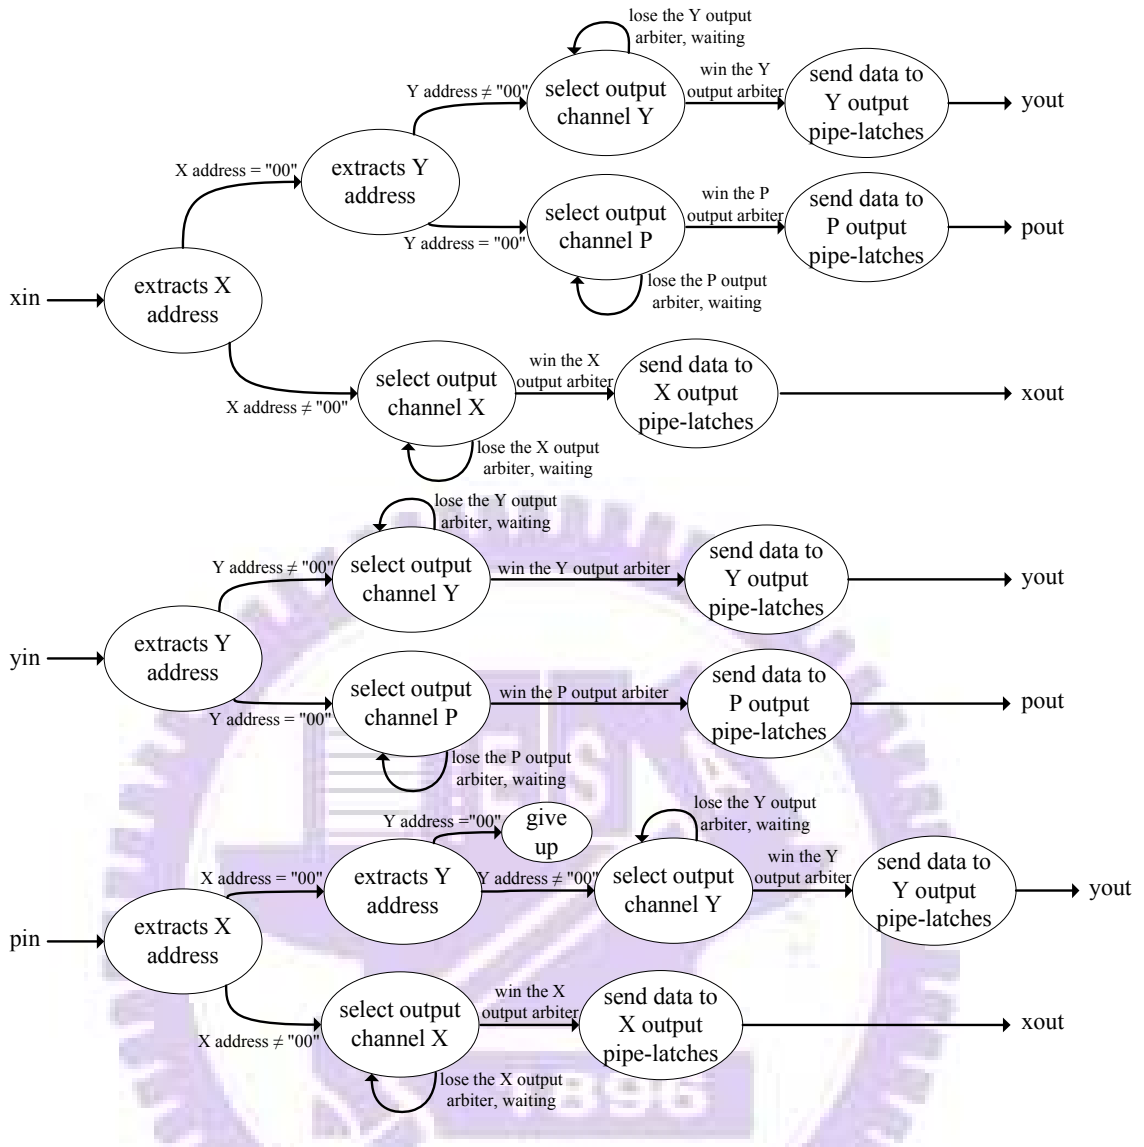 lose the Y output
arbiter, waiting
Y address ≠ "00"
select output
channel Y
win the Y
output arbiter
send data to
Y output
pipe-latches
yout
X address = "00"
extracts Y
address
Y address = "00"
select output
channel P
win the P
output arbiter
send data to
P output
pipe-latches
pout
lose the P output
arbiter, waiting
xin
extracts X
address
X address ≠ "00"
select output
channel X
win the X
output arbiter
send data to
X output
pipe-latches
xout
lose the X output
arbiter, waiting
lose the Y output
arbiter, waiting
Y address ≠ "00"
select output
channel Y
win the Y output arbiter
send data to
Y output
pipe-latches
yout
yin
extracts Y
address
Y address = "00"
select output
channel P
win the P output arbiter
send data to
P output
pipe-latches
pout
lose the P output
arbiter, waiting
Y address ="00"
give
up
lose the Y output
arbiter, waiting
X address ="00"
extracts Y
address
Y address ≠ "00"
select output
channel Y
win the Y
output arbiter
send data to
Y output
pipe-latches
yout
pin
extracts X
address
X address ≠ "00"
select output
channel X
win the X
output arbiter
send data to
X output
pipe-latches
xout
lose the X output
arbiter, waiting
1896